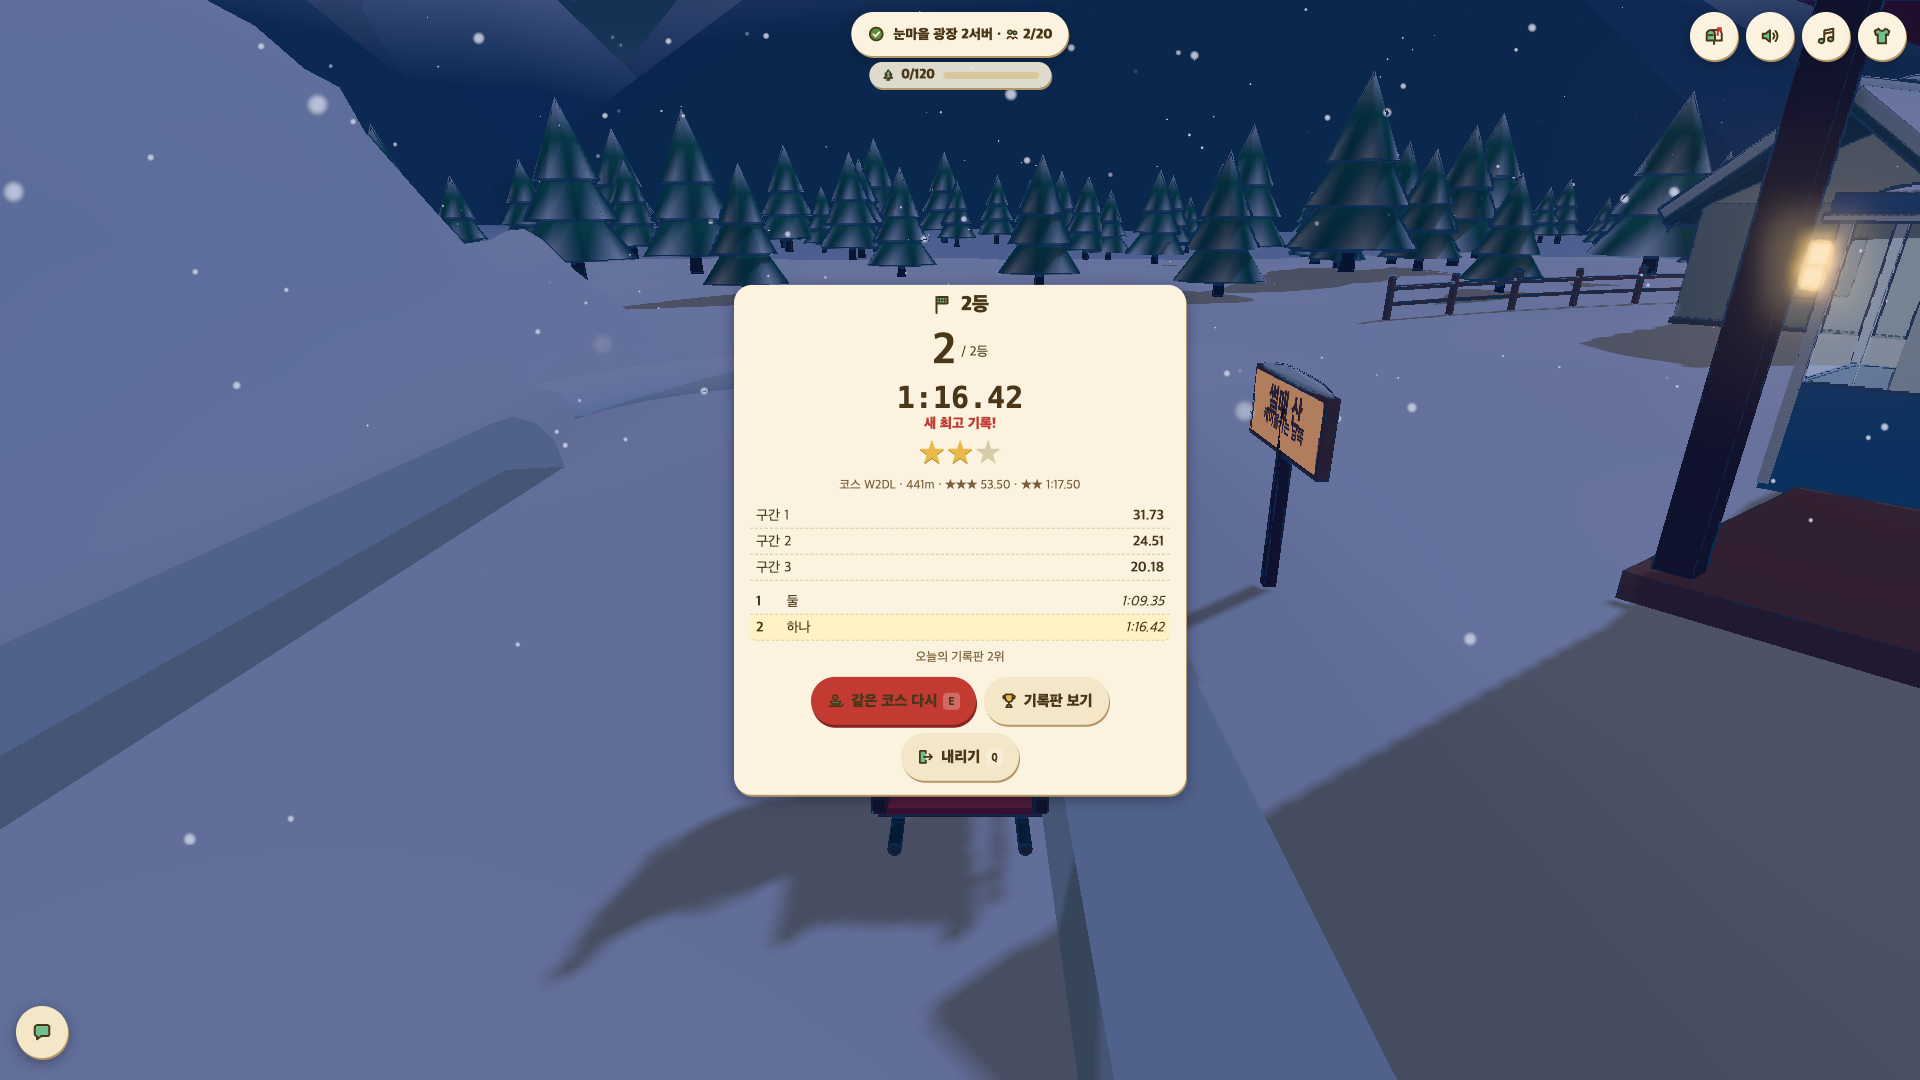 눈마을 광장 2서버 · 2/20
0/120
2등
2 / 2등
1:16.42
새 최고 기록!
코스 W2DL · 441m · ★★★ 53.50 · ★★ 1:17.50
구간 1 31.73
구간 2 24.51
구간 3 20.18
1 둘 1:09.35
2 하나 1:16.42
오늘의 기록판 2위
같은 코스 다시 E
기록판 보기
내리기 Q
썰매 산